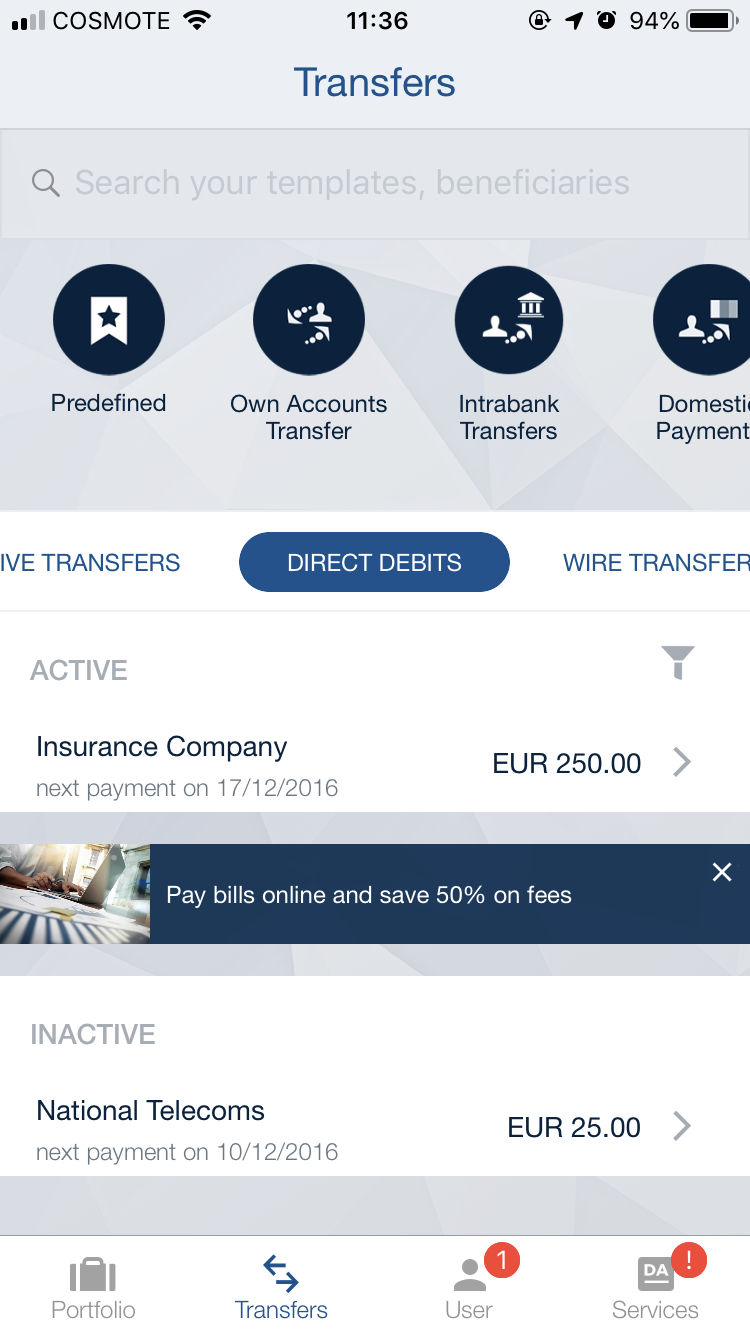 COSMOTE 11:36 94%
Transfers
Search your templates, beneficiaries
Predefined
Own Accounts
Transfer
Intrabank
Transfers
Domesti
Payment
IVE TRANSFERS DIRECT DEBITS WIRE TRANSFER
ACTIVE
Insurance Company
EUR 250.00
next payment on 17/12/2016
Pay bills online and save 50% on fees
INACTIVE
National Telecoms
EUR 25.00
next payment on 10/12/2016
1
DA !
Portfolio Transfers User Services